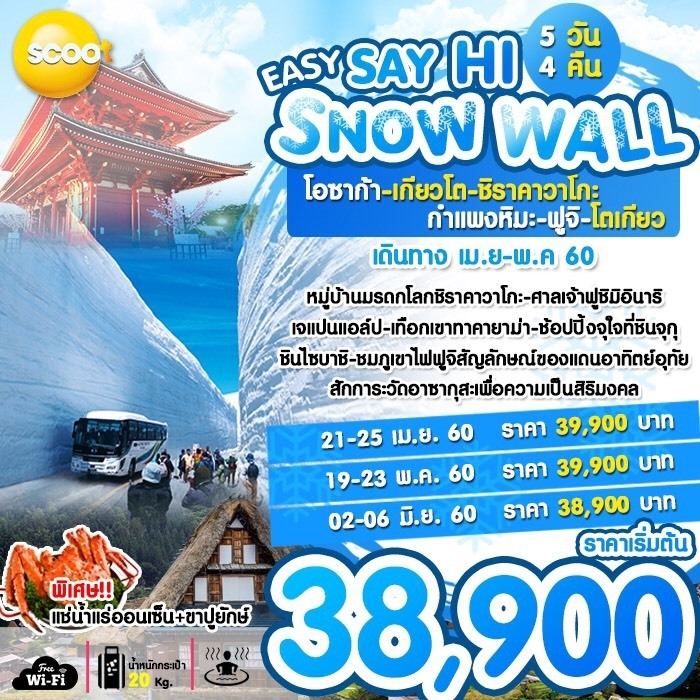 scoot
EASY SAY HI
5 วัน
4 คืน
SNOW WALL
โอซาก้า-เกียวโต-ชิราคาวาโกะ
กำแพงหิมะ-ฟูจิ-โตเกียว
เดินทาง เม.ย-พ.ค 60
หมู่บ้านมรดกโลกชิราคาวาโกะ-ศาลเจ้าฟูชิมิอินาริ
เจแปนแอล์ป-เทือกเขาทาคายาม่า-ช้อปปิ้งจุใจที่ชินจุกุ
ชินไซบาชิ-ชมภูเขาไฟฟูจิสัญลักษณ์ของแดนอาทิตย์อุทัย
สักการะวัดอาซากุสะเพื่อความเป็นสิริมงคล
21-25 เม.ย. 60 ราคา 39,900 บาท
19-23 พ.ค. 60 ราคา 39,900 บาท
02-06 มิ.ย. 60 ราคา 38,900 บาท
ราคาเริ่มต้น
38,900
พิเศษ!!
แช่น้ำแร่ออนเซ็น+ขาปูยักษ์
Free
Wi-Fi
น้ำหนักกระเป๋า
20 Kg.